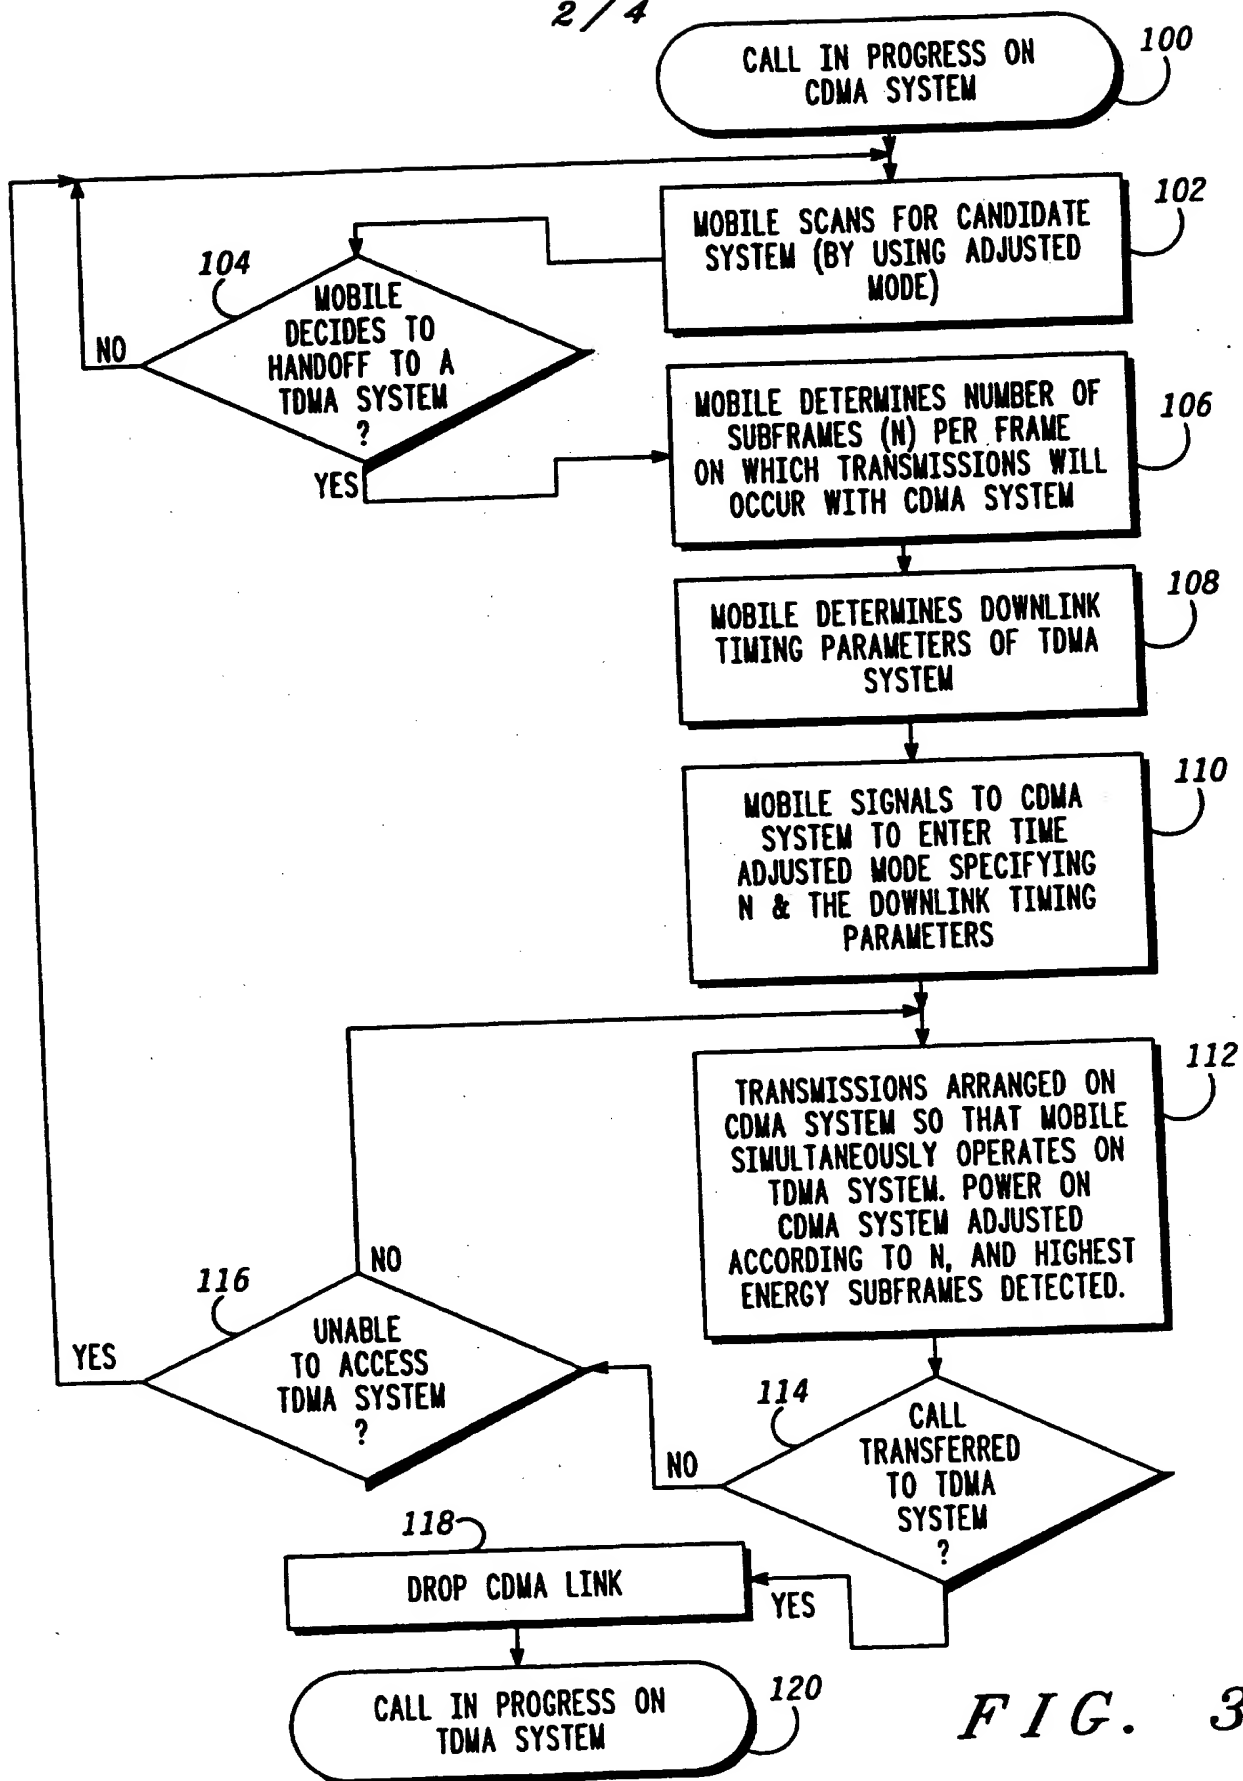 2/4
CALL IN PROGRESS ON
CDMA SYSTEM
100
MOBILE SCANS FOR CANDIDATE
SYSTEM (BY USING ADJUSTED
MODE)
102
104
MOBILE
DECIDES TO
HANDOFF TO A
TDMA SYSTEM
?
NO
YES
MOBILE DETERMINES NUMBER OF
SUBFRAMES (N) PER FRAME
ON WHICH TRANSMISSIONS WILL
OCCUR WITH CDMA SYSTEM
106
MOBILE DETERMINES DOWNLINK
TIMING PARAMETERS OF TDMA
SYSTEM
108
MOBILE SIGNALS TO CDMA
SYSTEM TO ENTER TIME
ADJUSTED MODE SPECIFYING
N & THE DOWNLINK TIMING
PARAMETERS
110
TRANSMISSIONS ARRANGED ON
CDMA SYSTEM SO THAT MOBILE
SIMULTANEOUSLY OPERATES ON
TDMA SYSTEM. POWER ON
CDMA SYSTEM ADJUSTED
ACCORDING TO N, AND HIGHEST
ENERGY SUBFRAMES DETECTED.
112
114
CALL
TRANSFERRED
TO TDMA
SYSTEM
?
NO
YES
116
UNABLE
TO ACCESS
TDMA SYSTEM
?
NO
YES
118
DROP CDMA LINK
CALL IN PROGRESS ON
TDMA SYSTEM
120
FIG. 3